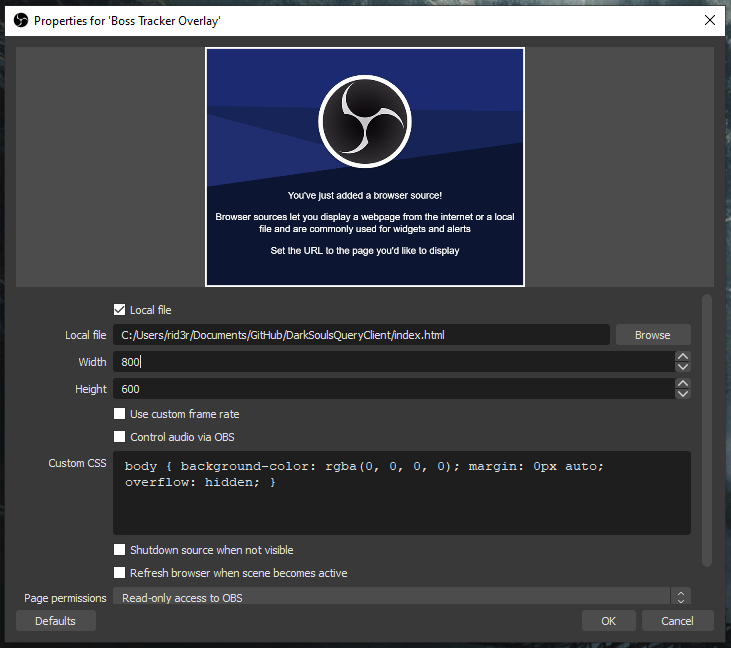 Properties for 'Boss Tracker Overlay'
You've just added a browser source!
Browser sources let you display a webpage from the internet or a local
file and are commonly used for widgets and alerts
Set the URL to the page you'd like to display
Local file
Local file C:/Users/rid3r/Documents/GitHub/DarkSoulsQueryClient/index.html Browse
Width 800
Height 600
Use custom frame rate
Control audio via OBS
Custom CSS body { background-color: rgba(0, 0, 0, 0); margin: 0px auto;
overflow: hidden; }
Shutdown source when not visible
Refresh browser when scene becomes active
Page permissions Read-only access to OBS
Defaults OK Cancel